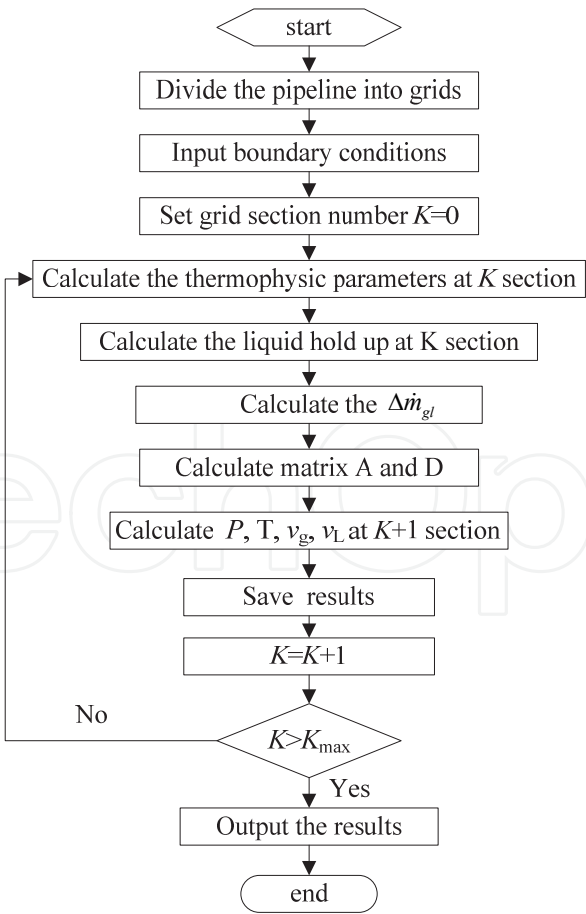 start
Divide the pipeline into grids
Input boundary conditions
Set grid section number K=0
Calculate the thermophysic parameters at K section
Calculate the liquid hold up at K section
Calculate the Δṁgl
Calculate matrix A and D
Calculate P, T, vg, vL at K+1 section
Save results
K=K+1
No
K>Kmax
Yes
Output the results
end